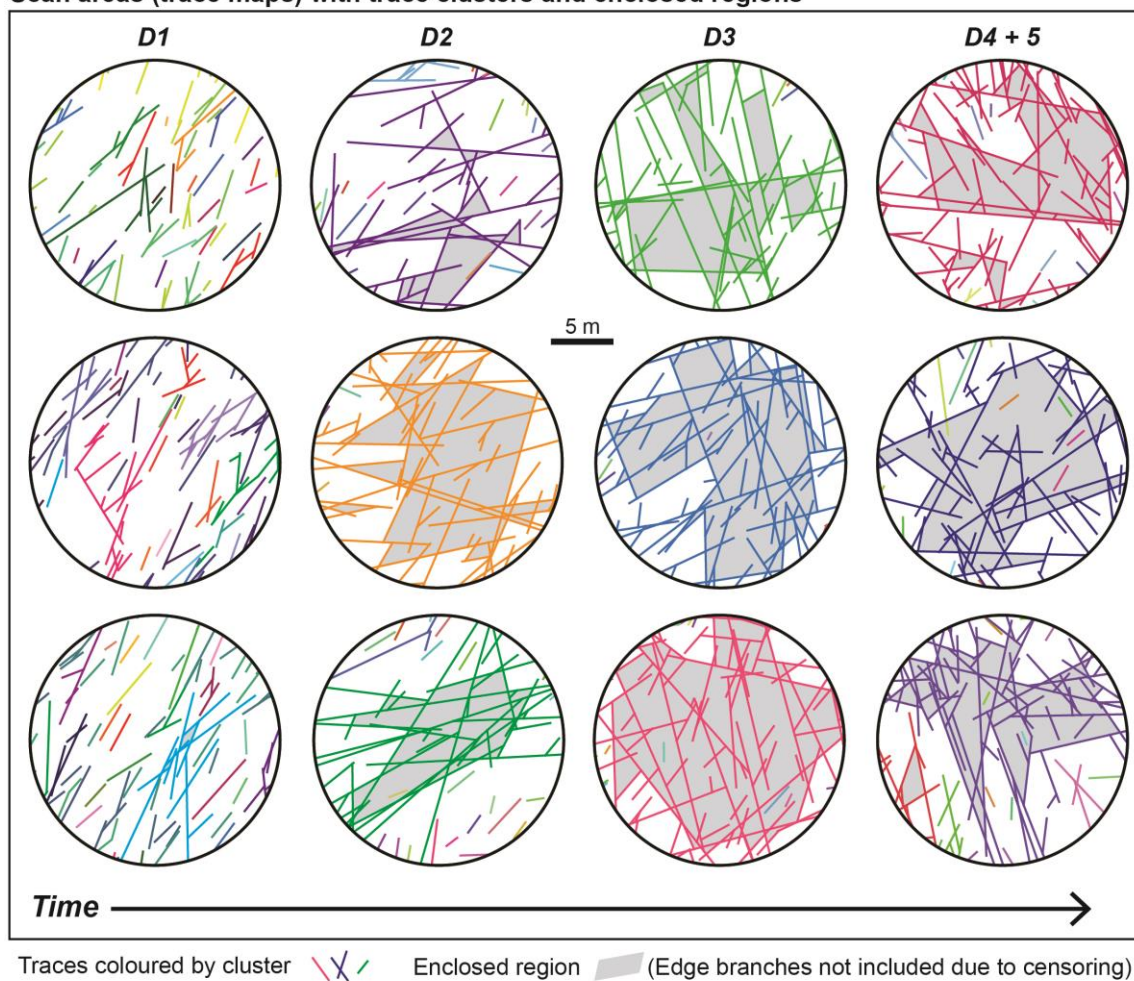 Scan areas (trace maps) with trace clusters and enclosed regions
D1 D2 D3 D4 + 5
5 m
Time
Traces coloured by cluster Enclosed region (Edge branches not included due to censoring)